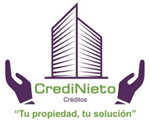 CrediNieto
Créditos
“Tu propiedad, tu solución”